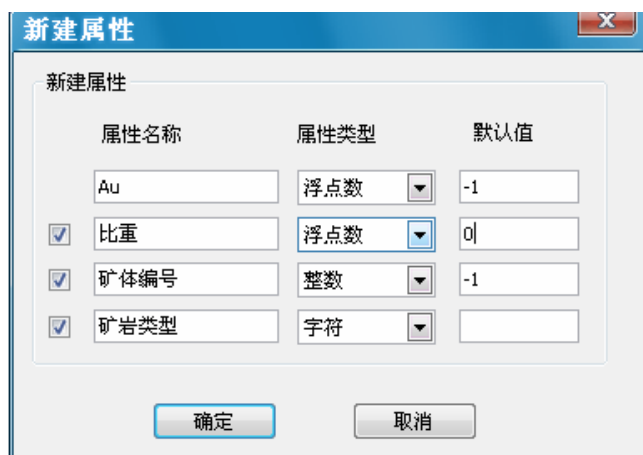 新建属性
新建属性
属性名称 属性类型 默认值
Au 浮点数 -1
比重 浮点数 0
矿体编号 整数 -1
矿岩类型 字符
确定 取消